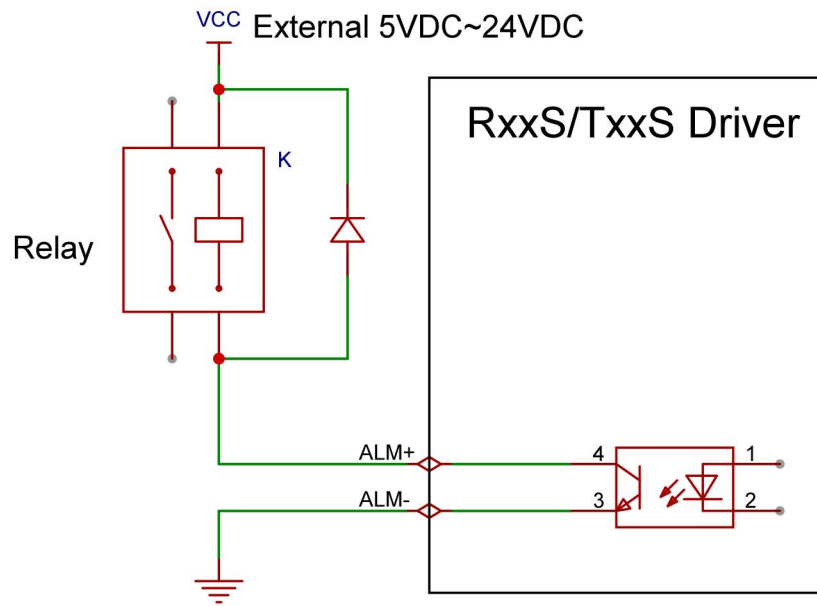 VCC External 5VDC~24VDC
RxxS/TxxS Driver
K
Relay
ALM+ 4 1
ALM- 3 2